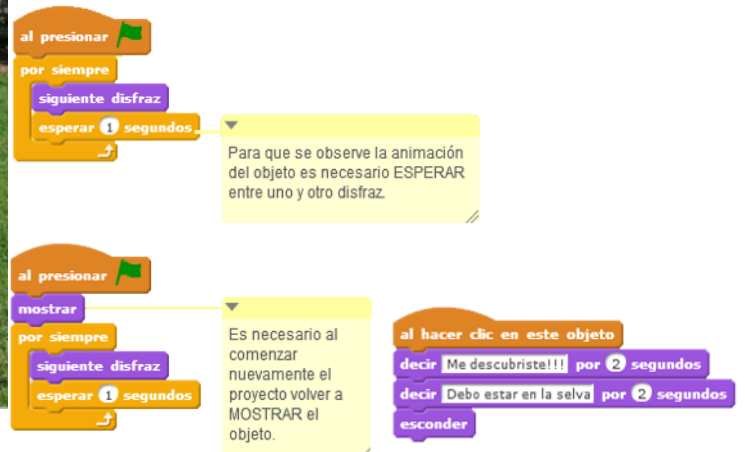 al presionar
por siempre
siguiente disfraz
esperar 1 segundos
Para que se observe la animación
del objeto es necesario ESPERAR
entre uno y otro disfraz.
al presionar
mostrar
por siempre
siguiente disfraz
esperar 1 segundos
Es necesario al
comenzar
nuevamente el
proyecto volver a
MOSTRAR el
objeto.
al hacer clic en este objeto
decir Me descubriste!!! por 2 segundos
decir Debo estar en la selva por 2 segundos
esconder